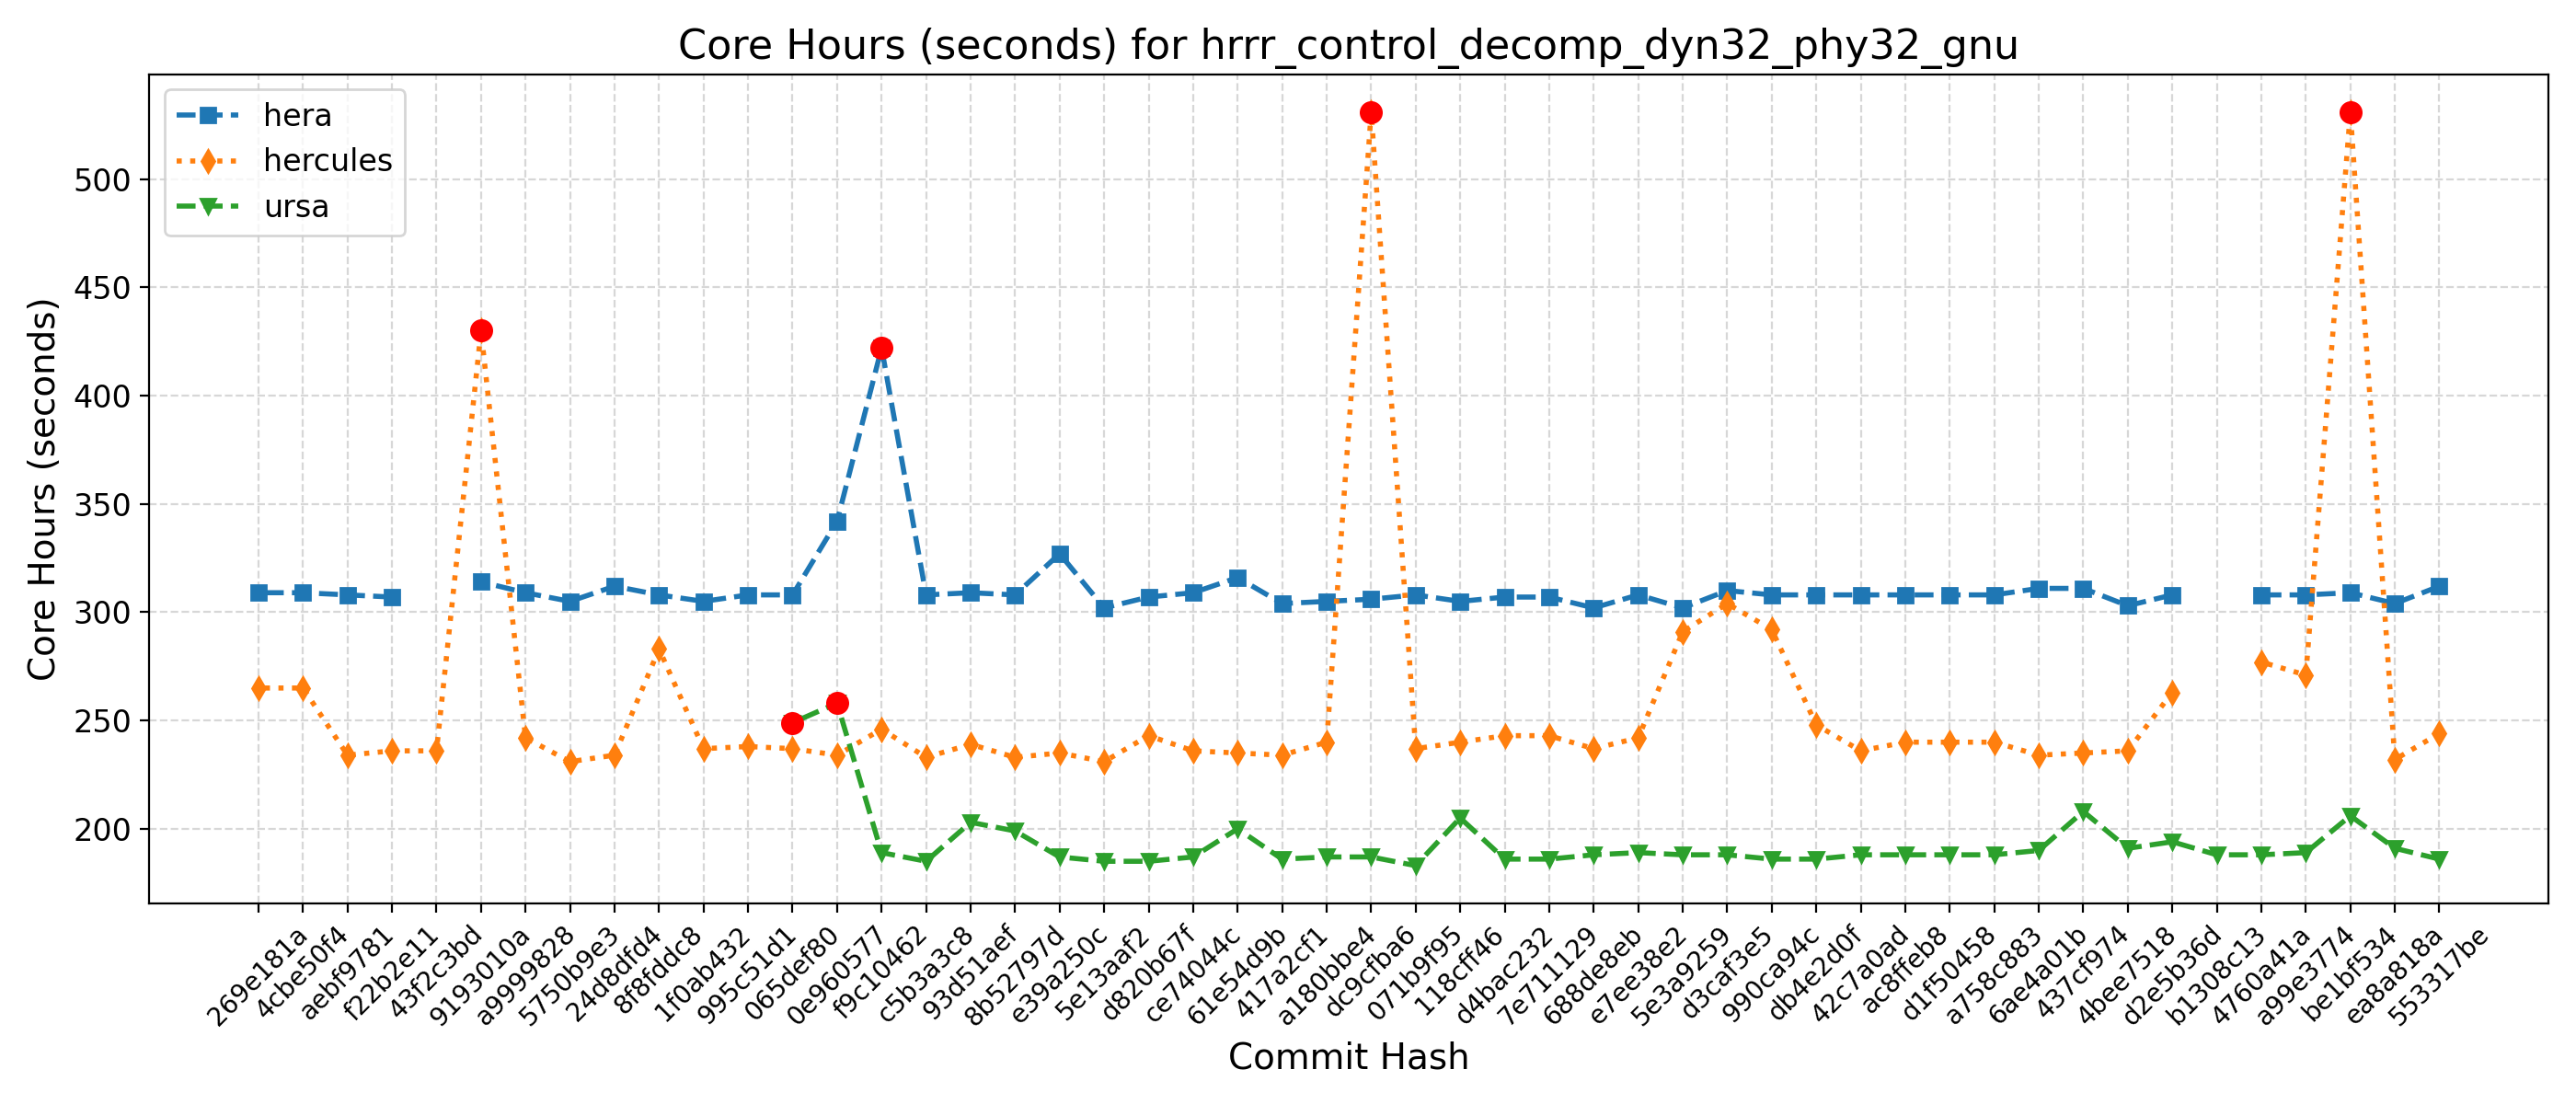 Core Hours (seconds) for hrrr_control_decomp_dyn32_phy32_gnu
hera
hercules
ursa
Core Hours (seconds)
500
450
400
350
300
250
200
269e181a
4cbe50f4
aebf9781
f22b2e11
43f2c3bd
9193010a
a9999828
5750b9e3
24d8dfd4
8f8fddc8
1f0ab432
995c51d1
065def80
0e960577
f9c10462
c5b3a3c8
93d51aef
8b52797d
e39a250c
5e13aaf2
d820b67f
ce74044c
61e54d9b
417a2cf1
a180bbe4
dc9cfba6
071b9f95
118cff46
d4bac232
7e711129
688de8eb
e7ee38e2
5e3a9259
d3caf3e5
990ca94c
db4e2d0f
42c7a0ad
ac8ffeb8
d1f50458
a758c883
6ae4a01b
437cf974
4bee7518
d2e5b36d
b1308c13
4760a41a
a99e3774
be1bf534
ea8a818a
553317be
Commit Hash